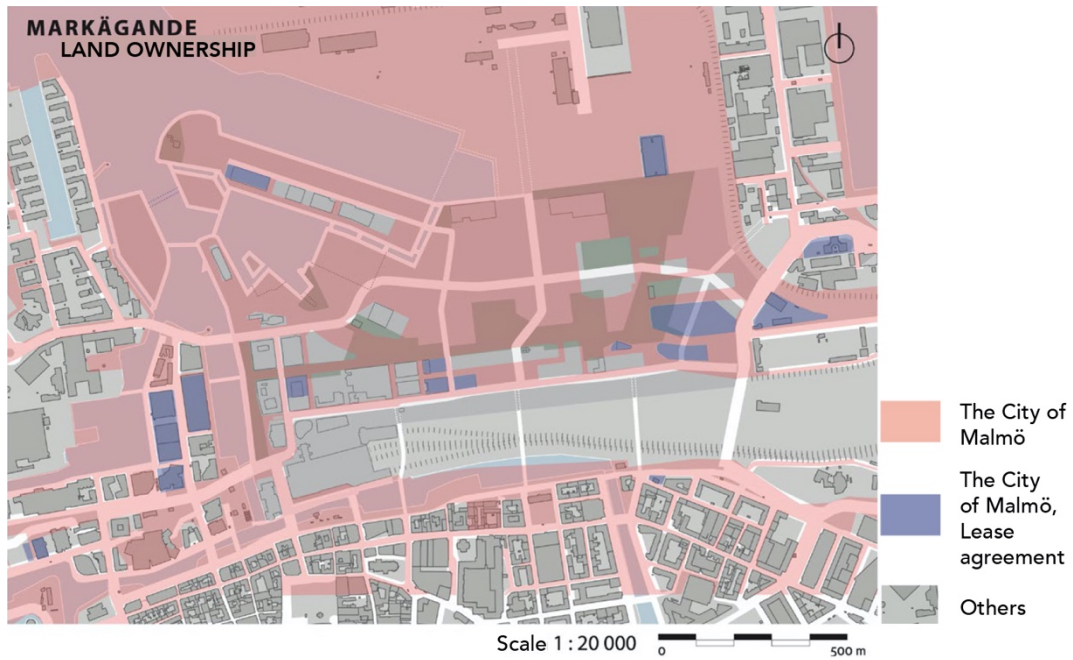 MARKÄGANDE
LAND OWNERSHIP
The City of
Malmö
The City
of Malmö,
Lease
agreement
Others
Scale 1:20 000
0 500 m